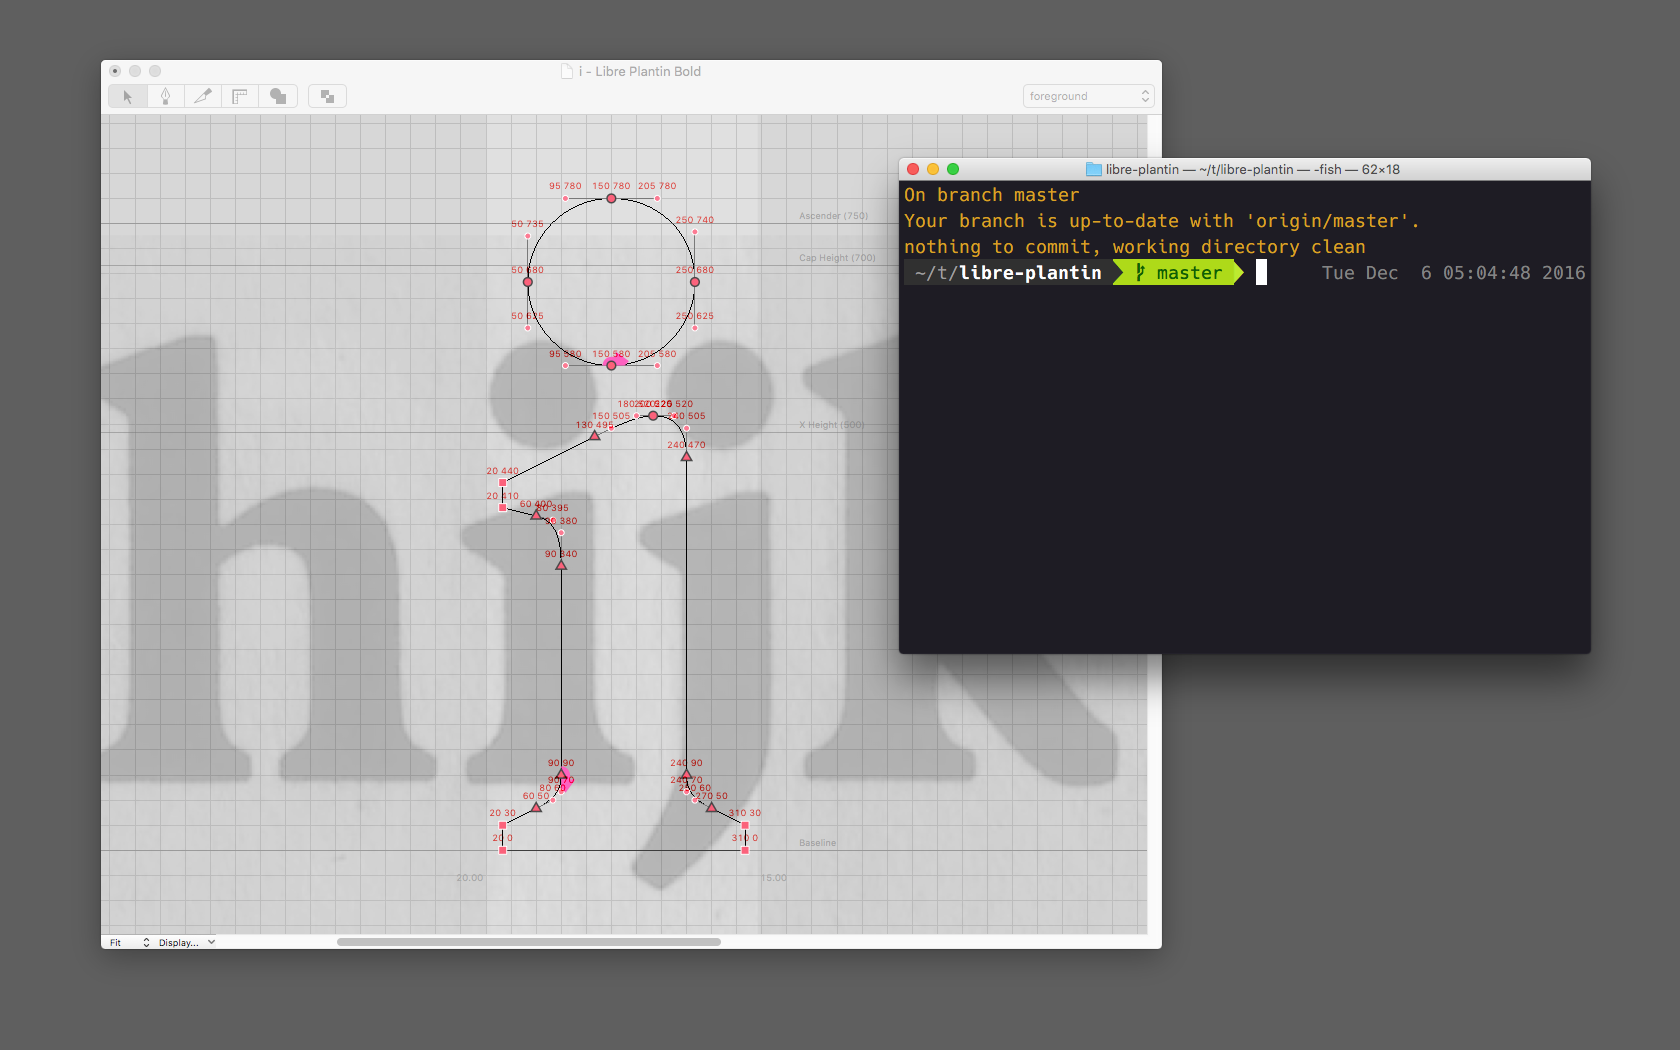 i - Libre Plantin Bold
foreground
95 780 150 780 205 780
Ascender (750)
250 740
50 735
Cap Height (700)
50 680 250 680
50 625 250 625
95 580 150 580 205 580
520
150 505 240 505
X Height (500)
130 495
240 470
20 440
20 410
60 400
80 395
90 380
90 340
90 90 240 90
90 70 240 70
80 60 250 60
60 50 270 50
20 30 310 30
20 0 310 0
Baseline
20.00 15.00
Fit Display...
hijk
libre-plantin — ~/t/libre-plantin — -fish — 62×18
On branch master
Your branch is up-to-date with 'origin/master'.
nothing to commit, working directory clean
~/t/libre-plantin master Tue Dec 6 05:04:48 2016